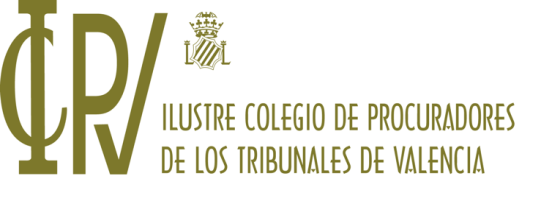 ICPV
L L
ILUSTRE COLEGIO DE PROCURADORES
DE LOS TRIBUNALES DE VALENCIA